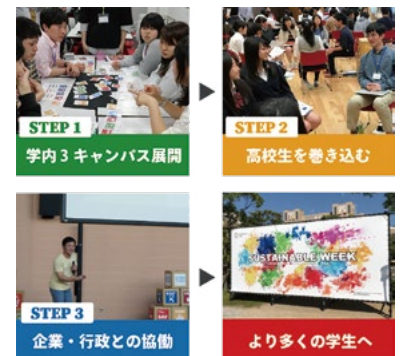 STEP 1
学内3キャンパス展開
STEP 2
高校生を巻き込む
STEP 3
企業・行政との協働
SUSTAINABLE WEEK
より多くの学生へ